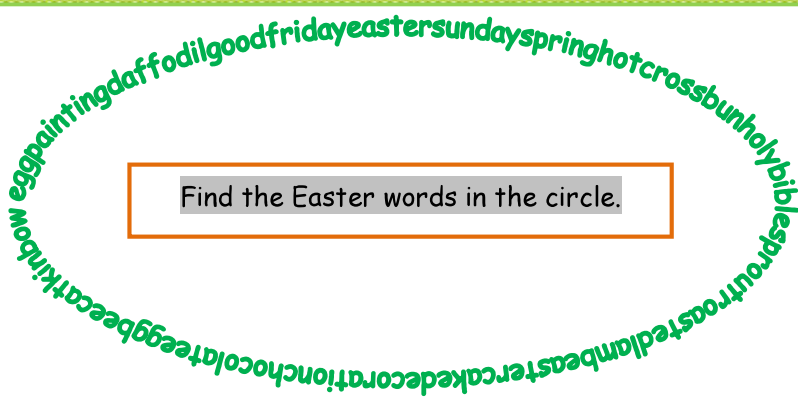 eggpaintingdaffodilgoodfridayeastersundayspringhotcrossbunholybiblesproutroastedlambeastercakedecorationchocolateeggbeecatkinbow
Find the Easter words in the circle.